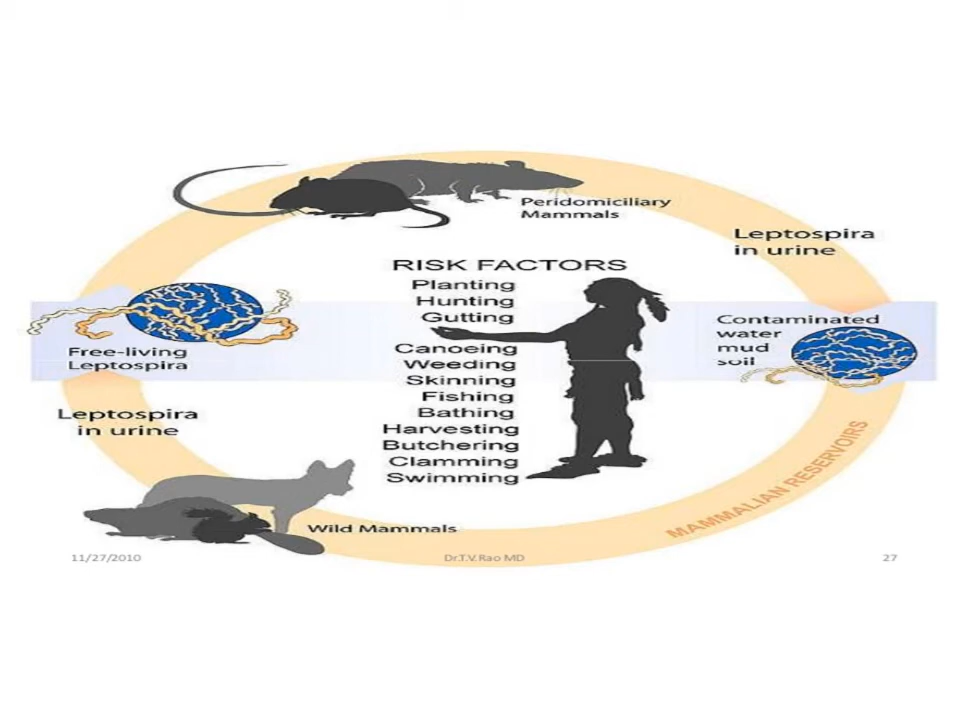 Peridomiciliary
Mammals
Leptospira
in urine
RISK FACTORS
Planting
Hunting
Gutting
Canoeing
Weeding
Skinning
Fishing
Bathing
Harvesting
Butchering
Clamming
Swimming
Free-living
Leptospira
Contaminated
water
mud
soil
Leptospira
in urine
MAMMALIAN RESERVOIRS
Wild Mammals
11/27/2010
Dr.T.V.Rao MD
27